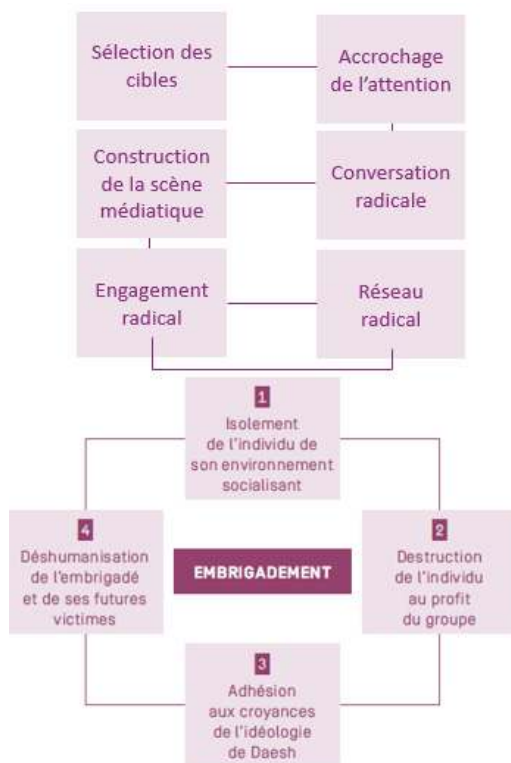 Sélection des
cibles
Accrochage
de l'attention
Construction
de la scène
médiatique
Conversation
radicale
Engagement
radical
Réseau
radical
1
Isolement
de l'individu de
son environnement
socialisant
4
Déshumanisation
de l'embrigadé
et de ses futures
victimes
EMBRIGADEMENT
2
Destruction
de l'individu
au profit
du groupe
3
Adhésion
aux croyances
de l'idéologie
de Daesh